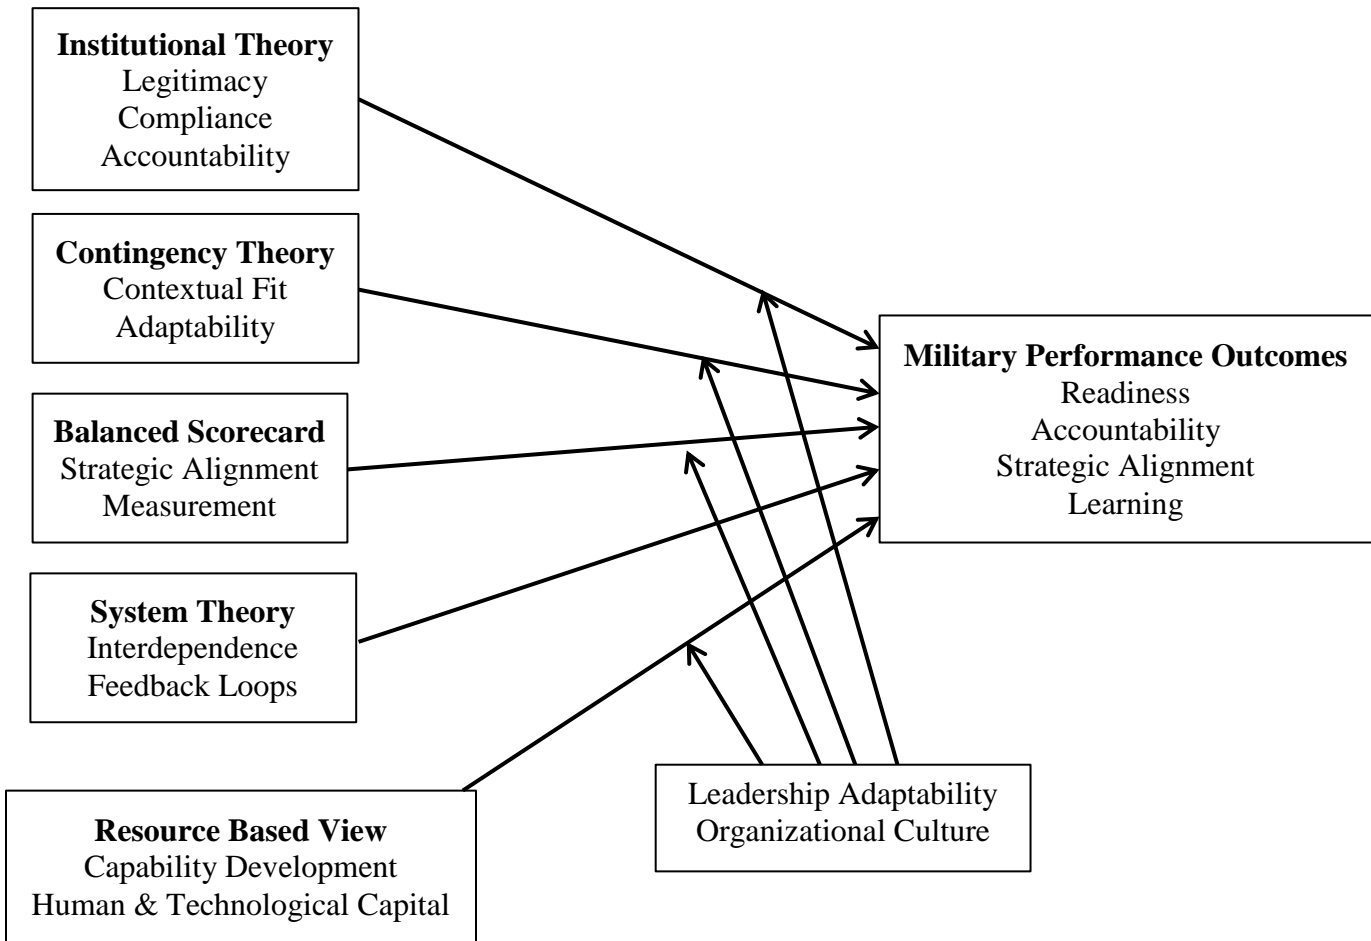 Institutional Theory
Legitimacy
Compliance
Accountability
Contingency Theory
Contextual Fit
Adaptability
Balanced Scorecard
Strategic Alignment
Measurement
System Theory
Interdependence
Feedback Loops
Resource Based View
Capability Development
Human & Technological Capital
Military Performance Outcomes
Readiness
Accountability
Strategic Alignment
Learning
Leadership Adaptability
Organizational Culture